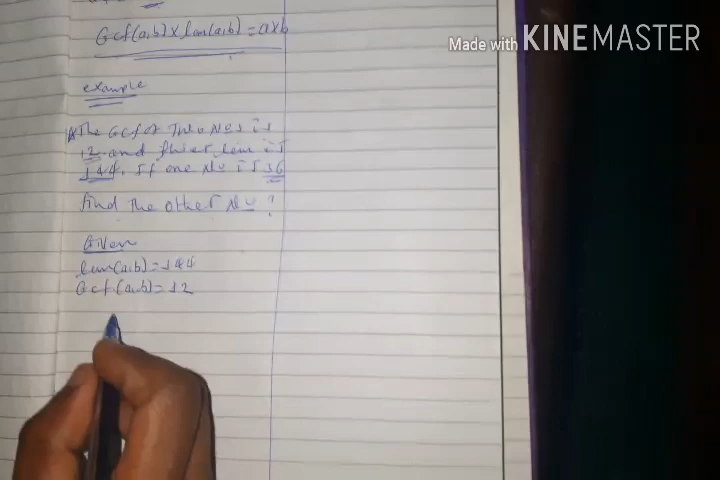 Made with KINEMASTER
Gcf(a,b) x lcm(a,b) = axb
example
The GCF of Two NOs is
12 and their lcm is
144. If one No is 36
find the other No ?
Given
lcm(a,b) = 144
Gcf(a,b) = 12